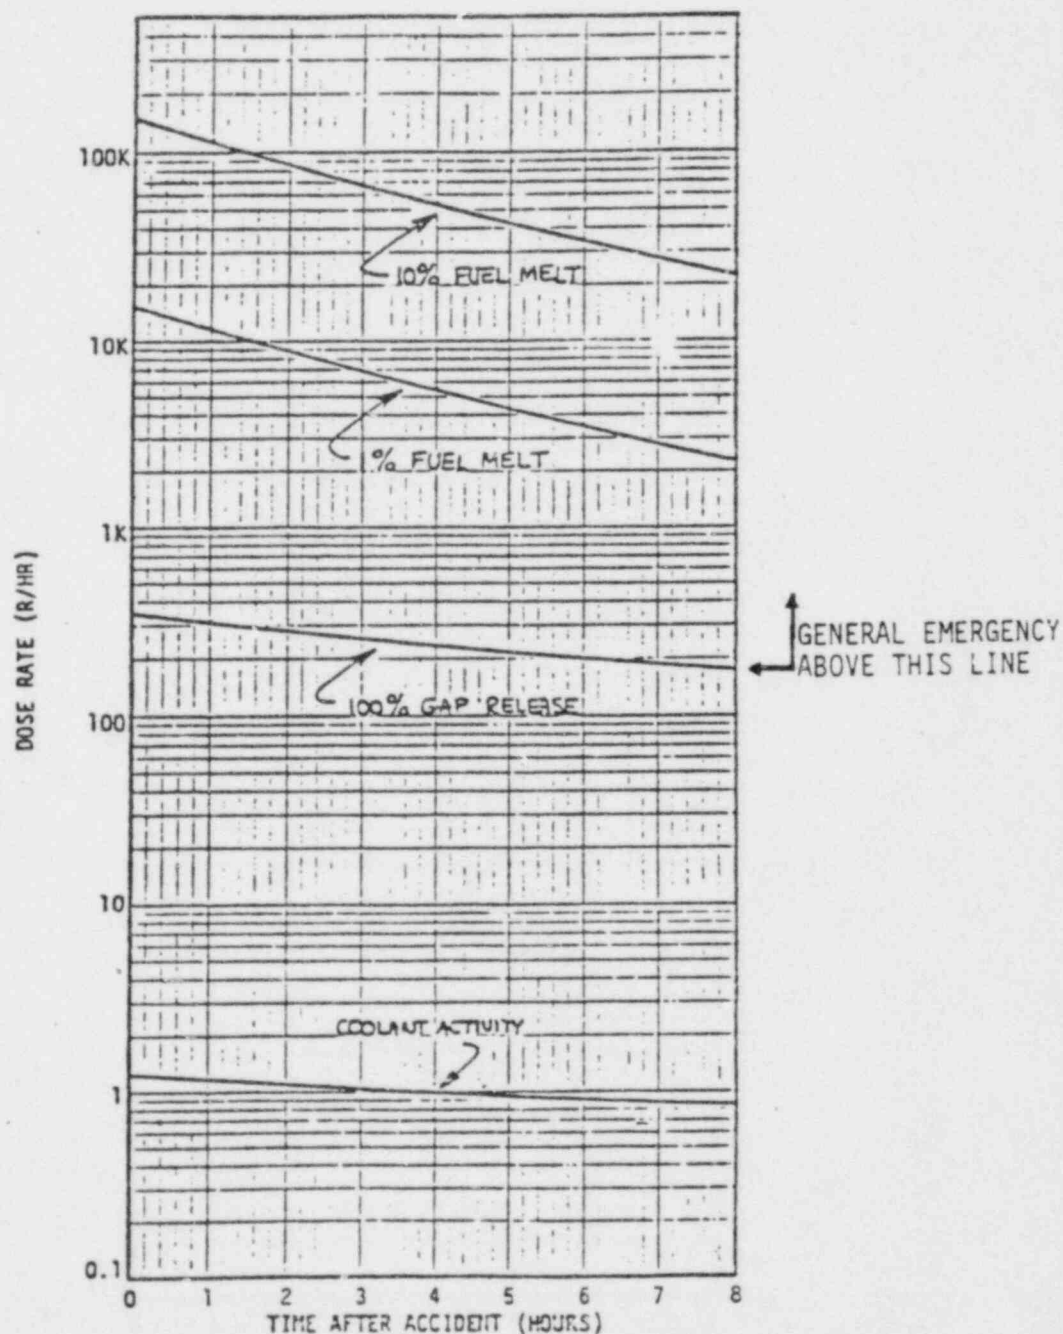 100K
10% FUEL MELT
10K
1% FUEL MELT
1K
DOSE RATE (R/HR)
GENERAL EMERGENCY
ABOVE THIS LINE
100% GAP RELEASE
100
10
COOLANT ACTIVITY
1
0.1
0 1 2 3 4 5 6 7 8
TIME AFTER ACCIDENT (HOURS)